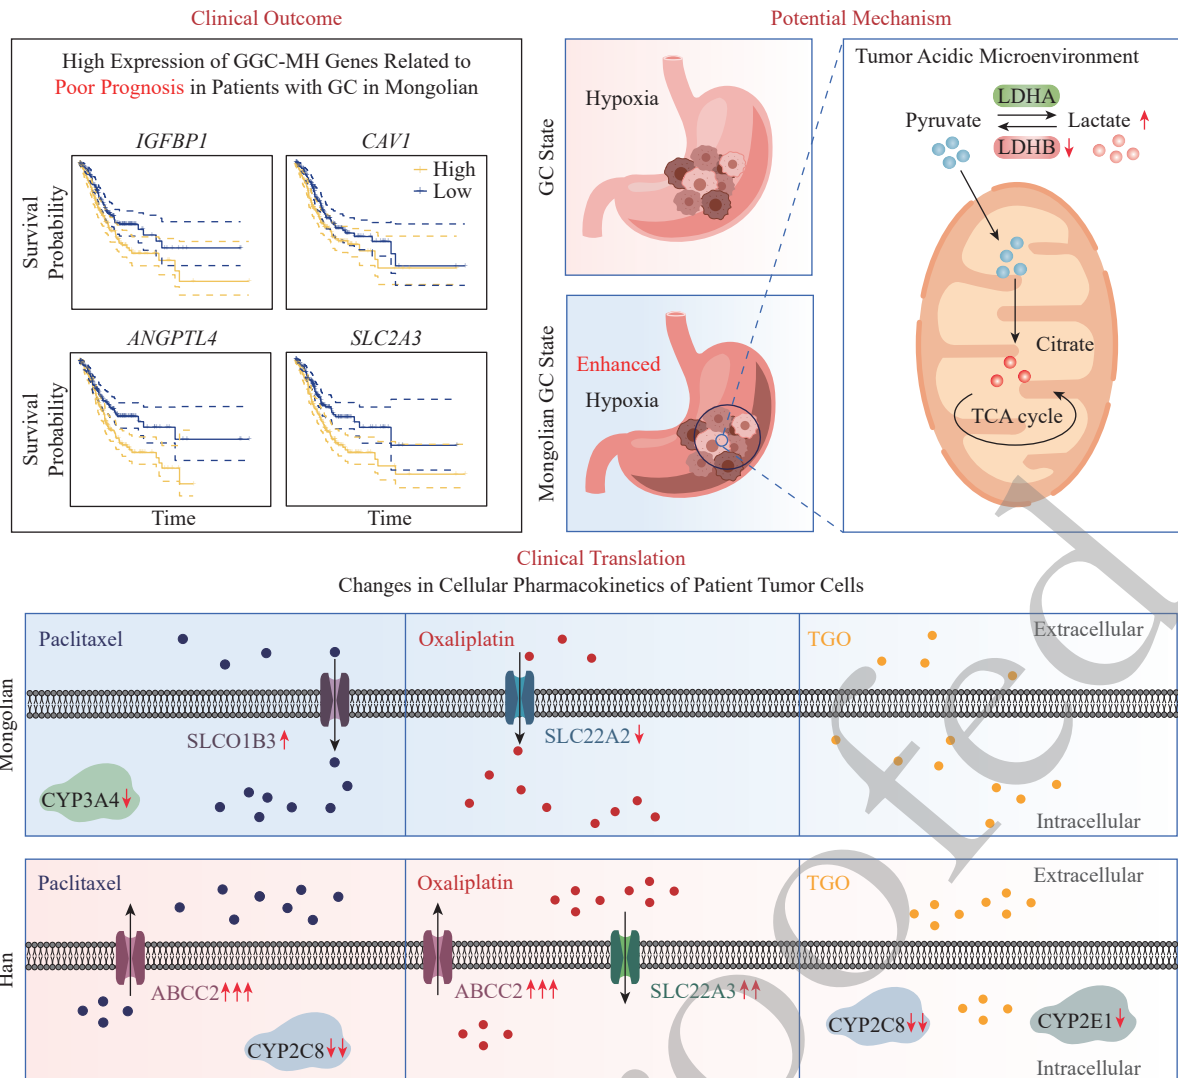 Clinical Outcome
High Expression of GGC-MH Genes Related to
Poor Prognosis in Patients with GC in Mongolian
IGFBP1
CAV1
High
Low
Survival
Probability
ANGPTL4
SLC2A3
Survival
Probability
Time
Time
Potential Mechanism
GC State
Hypoxia
Mongolian GC State
Enhanced
Hypoxia
Tumor Acidic Microenvironment
LDHA
Pyruvate
Lactate
LDHB
Citrate
TCA cycle
Clinical Translation
Changes in Cellular Pharmacokinetics of Patient Tumor Cells
Mongolian
Paclitaxel
SLCO1B3
CYP3A4
Oxaliplatin
SLC22A2
TGO
Extracellular
Intracellular
Han
Paclitaxel
ABCC2
CYP2C8
Oxaliplatin
ABCC2
SLC22A3
TGO
Extracellular
CYP2C8
CYP2E1
Intracellular
oofed